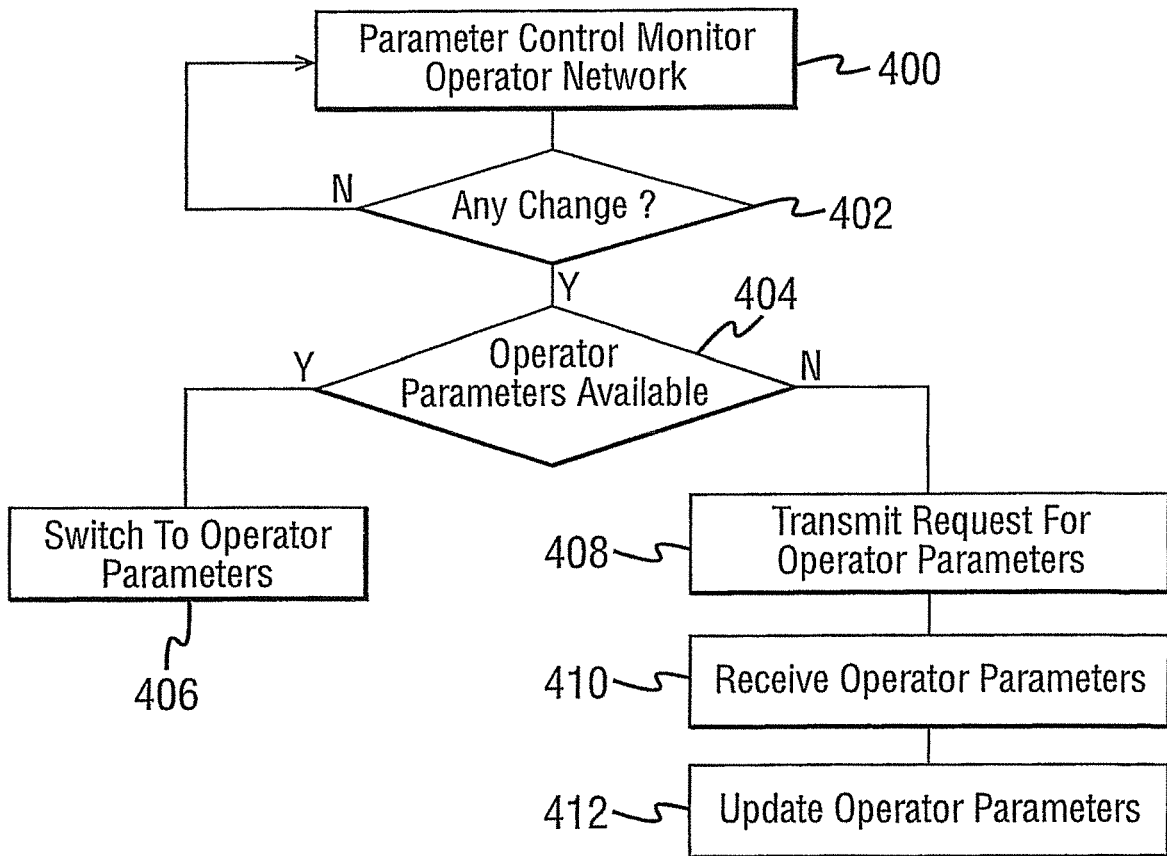 Parameter Control Monitor
Operator Network
400
N
Any Change ?
402
Y
404
Y
Operator
Parameters Available
N
Switch To Operator
Parameters
406
408
Transmit Request For
Operator Parameters
410
Receive Operator Parameters
412
Update Operator Parameters